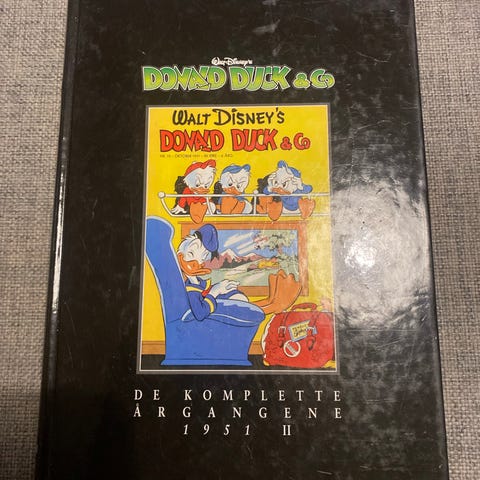 Walt Disney's
DONALD DUCK & Co
WALT DISNEY'S
DONALD DUCK & Co
DE KOMPLETTE
ÅRGANGENE
1951 II